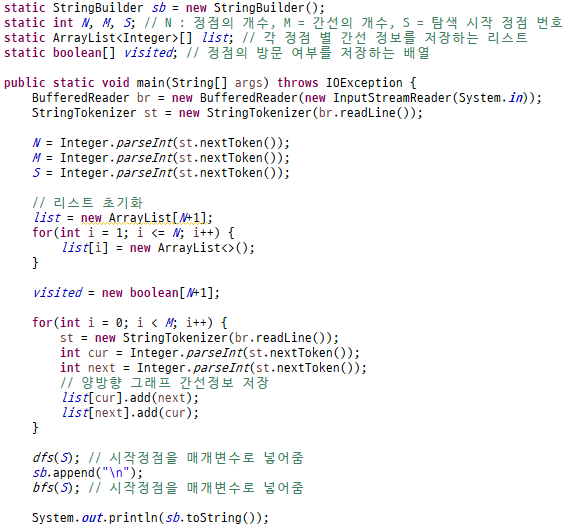 static StringBuilder sb = new StringBuilder();
static int N, M, S; // N : 정점의 개수, M = 간선의 개수, S = 탐색 시작 정점 번호
static ArrayList<Integer>[] list; // 각 정점 별 간선 정보를 저장하는 리스트
static boolean[] visited; // 정점의 방문 여부를 저장하는 배열

public static void main(String[] args) throws IOException {
    BufferedReader br = new BufferedReader(new InputStreamReader(System.in));
    StringTokenizer st = new StringTokenizer(br.readLine());

    N = Integer.parseInt(st.nextToken());
    M = Integer.parseInt(st.nextToken());
    S = Integer.parseInt(st.nextToken());

    // 리스트 초기화
    list = new ArrayList[N+1];
    for(int i = 1; i <= N; i++) {
        list[i] = new ArrayList<>();
    }

    visited = new boolean[N+1];

    for(int i = 0; i < M; i++) {
        st = new StringTokenizer(br.readLine());
        int cur = Integer.parseInt(st.nextToken());
        int next = Integer.parseInt(st.nextToken());
        // 양방향 그래프 간선정보 저장
        list[cur].add(next);
        list[next].add(cur);
    }

    dfs(S); // 시작정점을 매개변수로 넣어줌
    sb.append("\n");
    bfs(S); // 시작정점을 매개변수로 넣어줌

    System.out.println(sb.toString());